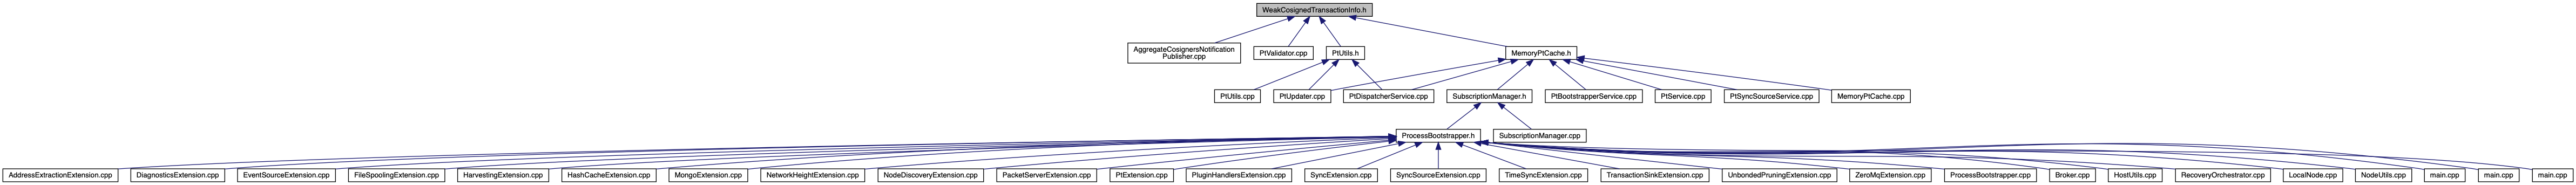 WeakCosignedTransactionInfo.h
AggregateCosignersNotification
Publisher.cpp
PtValidator.cpp
PtUtils.h
MemoryPtCache.h
PtUtils.cpp
PtUpdater.cpp
PtDispatcherService.cpp
SubscriptionManager.h
PtBootstrapperService.cpp
PtService.cpp
PtSyncSourceService.cpp
MemoryPtCache.cpp
ProcessBootstrapper.h
SubscriptionManager.cpp
AddressExtractionExtension.cpp
DiagnosticsExtension.cpp
EventSourceExtension.cpp
FileSpoolingExtension.cpp
HarvestingExtension.cpp
HashCacheExtension.cpp
MongoExtension.cpp
NetworkHeightExtension.cpp
NodeDiscoveryExtension.cpp
PacketServerExtension.cpp
PtExtension.cpp
PluginHandlersExtension.cpp
SyncExtension.cpp
SyncSourceExtension.cpp
TimeSyncExtension.cpp
TransactionSinkExtension.cpp
UnbondedPruningExtension.cpp
ZeroMqExtension.cpp
ProcessBootstrapper.cpp
Broker.cpp
HostUtils.cpp
RecoveryOrchestrator.cpp
LocalNode.cpp
NodeUtils.cpp
main.cpp
main.cpp
main.cpp